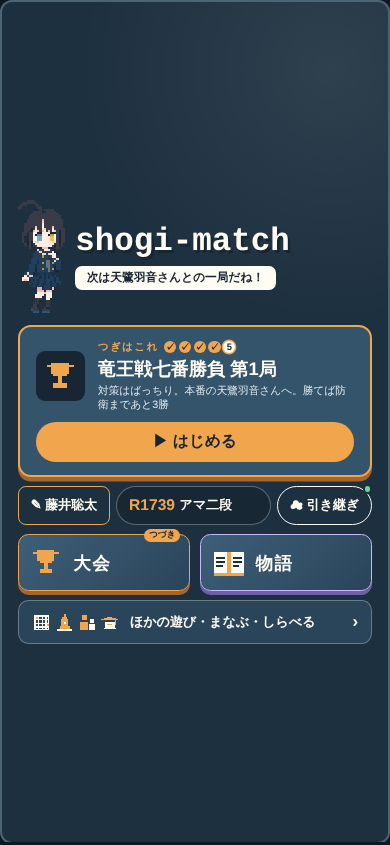 shogi-match
次は天鷺羽音さんとの一局だね！
つぎはこれ ✓ ✓ ✓ ✓ 5
竜王戦七番勝負 第1局
対策はばっちり。本番の天鷺羽音さんへ。勝てば防
衛まであと3勝
▶ はじめる
✎ 藤井聡太
R1739 アマ二段
☁ 引き継ぎ
つづき
大会
物語
ほかの遊び・まなぶ・しらべる ›